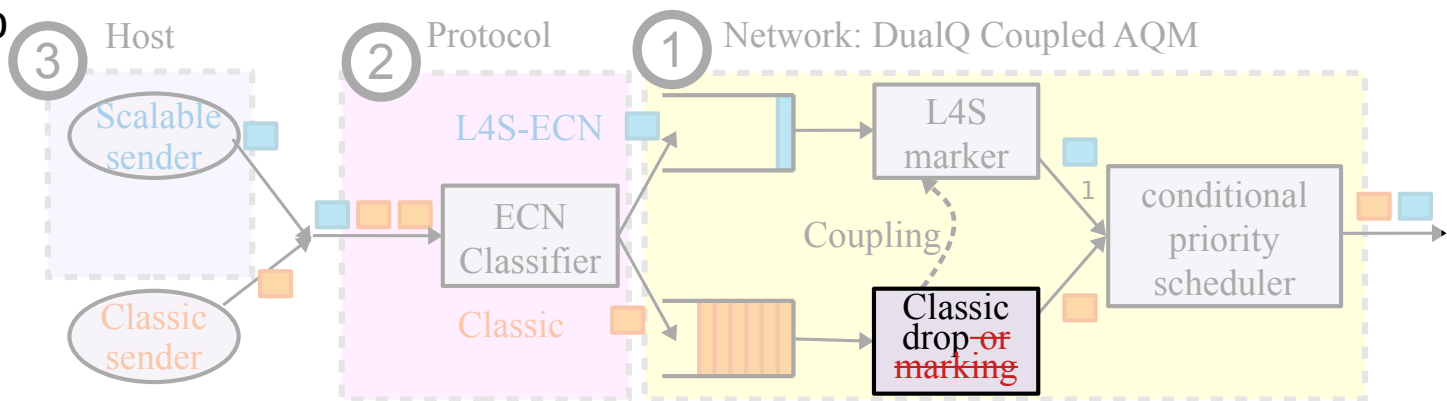 3
Host
2
Protocol
1
Network: DualQ Coupled AQM
Scalable
sender
L4S-ECN
L4S
marker
1
ECN
Classifier
Coupling
conditional
priority
scheduler
Classic
sender
Classic
Classic
drop or
marking